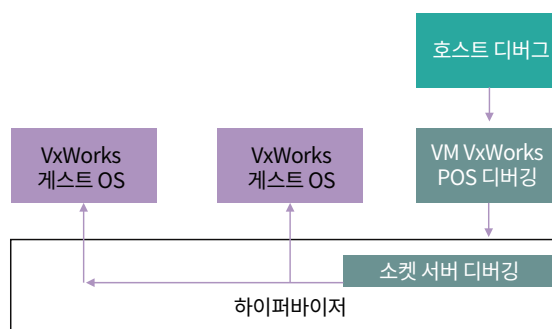 호스트 디버그
VxWorks
게스트 OS
VxWorks
게스트 OS
VM VxWorks
POS 디버깅
소켓 서버 디버깅
하이퍼바이저